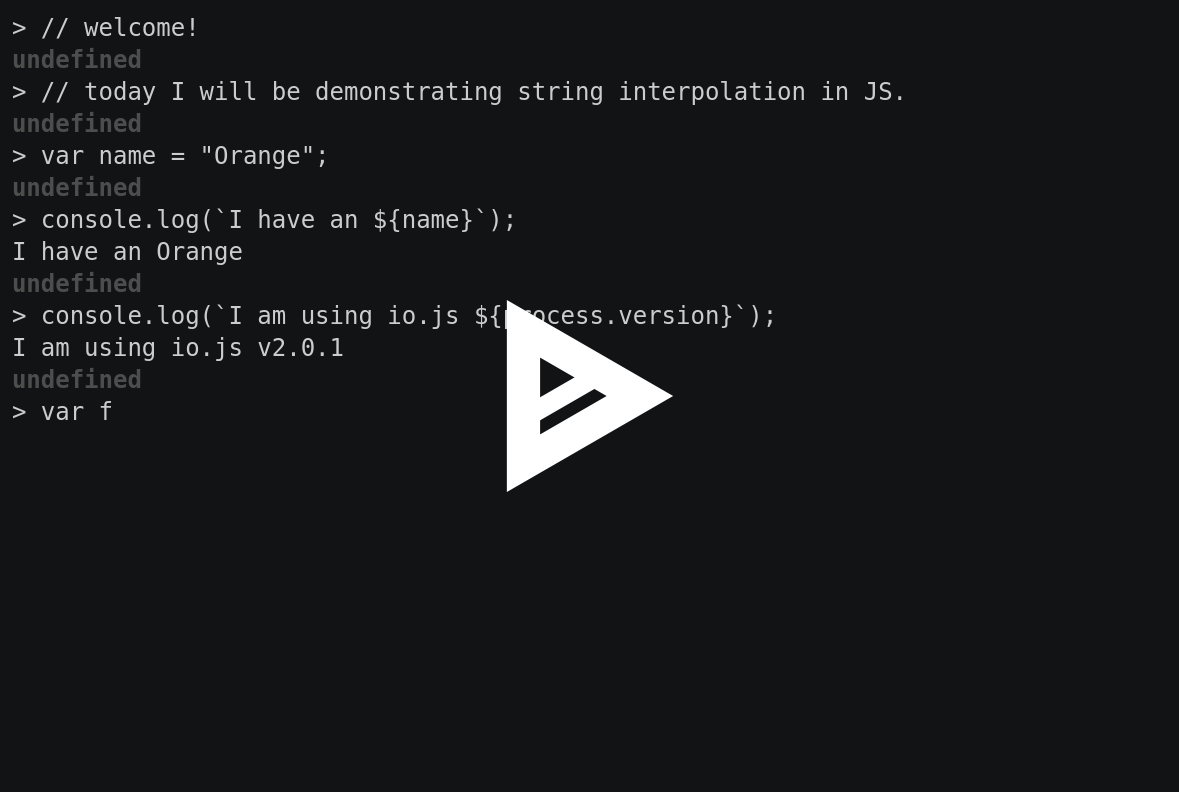 > // welcome!
undefined
> // today I will be demonstrating string interpolation in JS.
undefined
> var name = "Orange";
undefined
> console.log(`I have an ${name}`);
I have an Orange
undefined
> console.log(`I am using io.js ${process.version}`);
I am using io.js v2.0.1
undefined
> var f